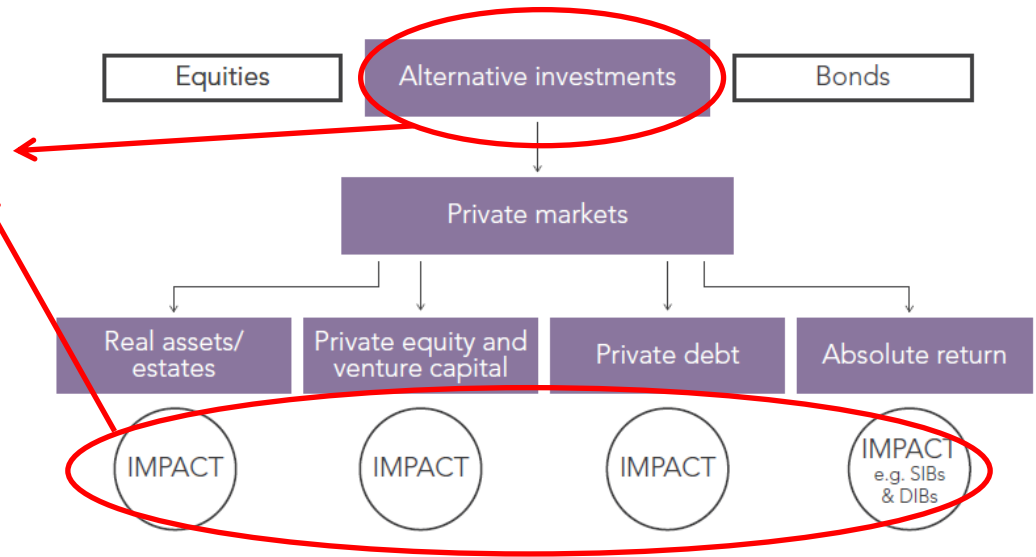 Equities
Alternative investments
Bonds
Private markets
Real assets/
estates
Private equity and
venture capital
Private debt
Absolute return
IMPACT
IMPACT
IMPACT
IMPACT
e.g. SIBs
& DIBs